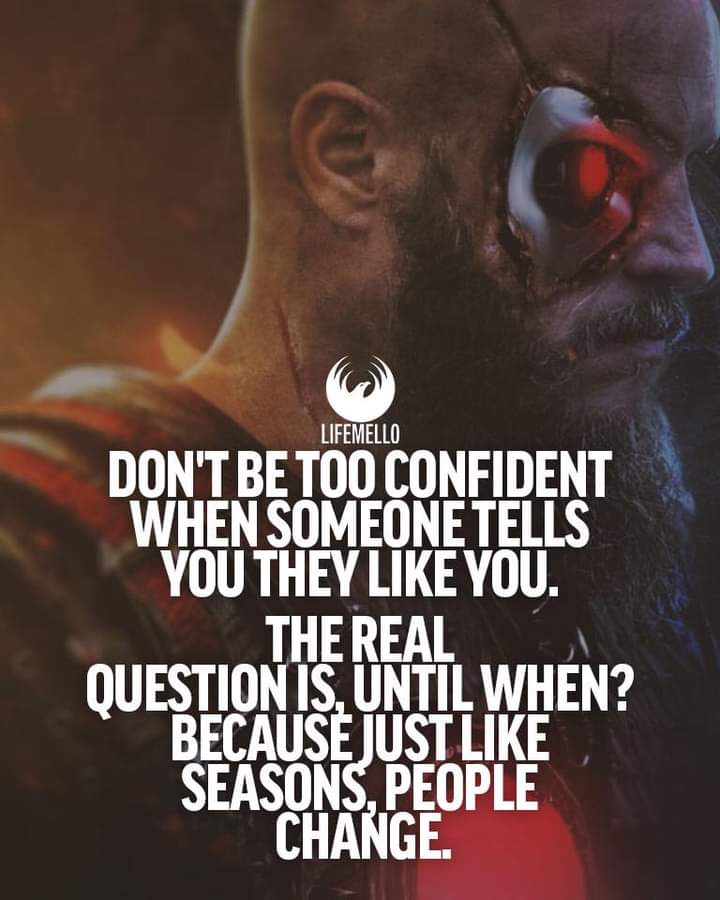 LIFEMELLO
DON'T BE TOO CONFIDENT
WHEN SOMEONE TELLS
YOU THEY LIKE YOU.
THE REAL
QUESTION IS, UNTIL WHEN?
BECAUSE JUST LIKE
SEASONS, PEOPLE
CHANGE.